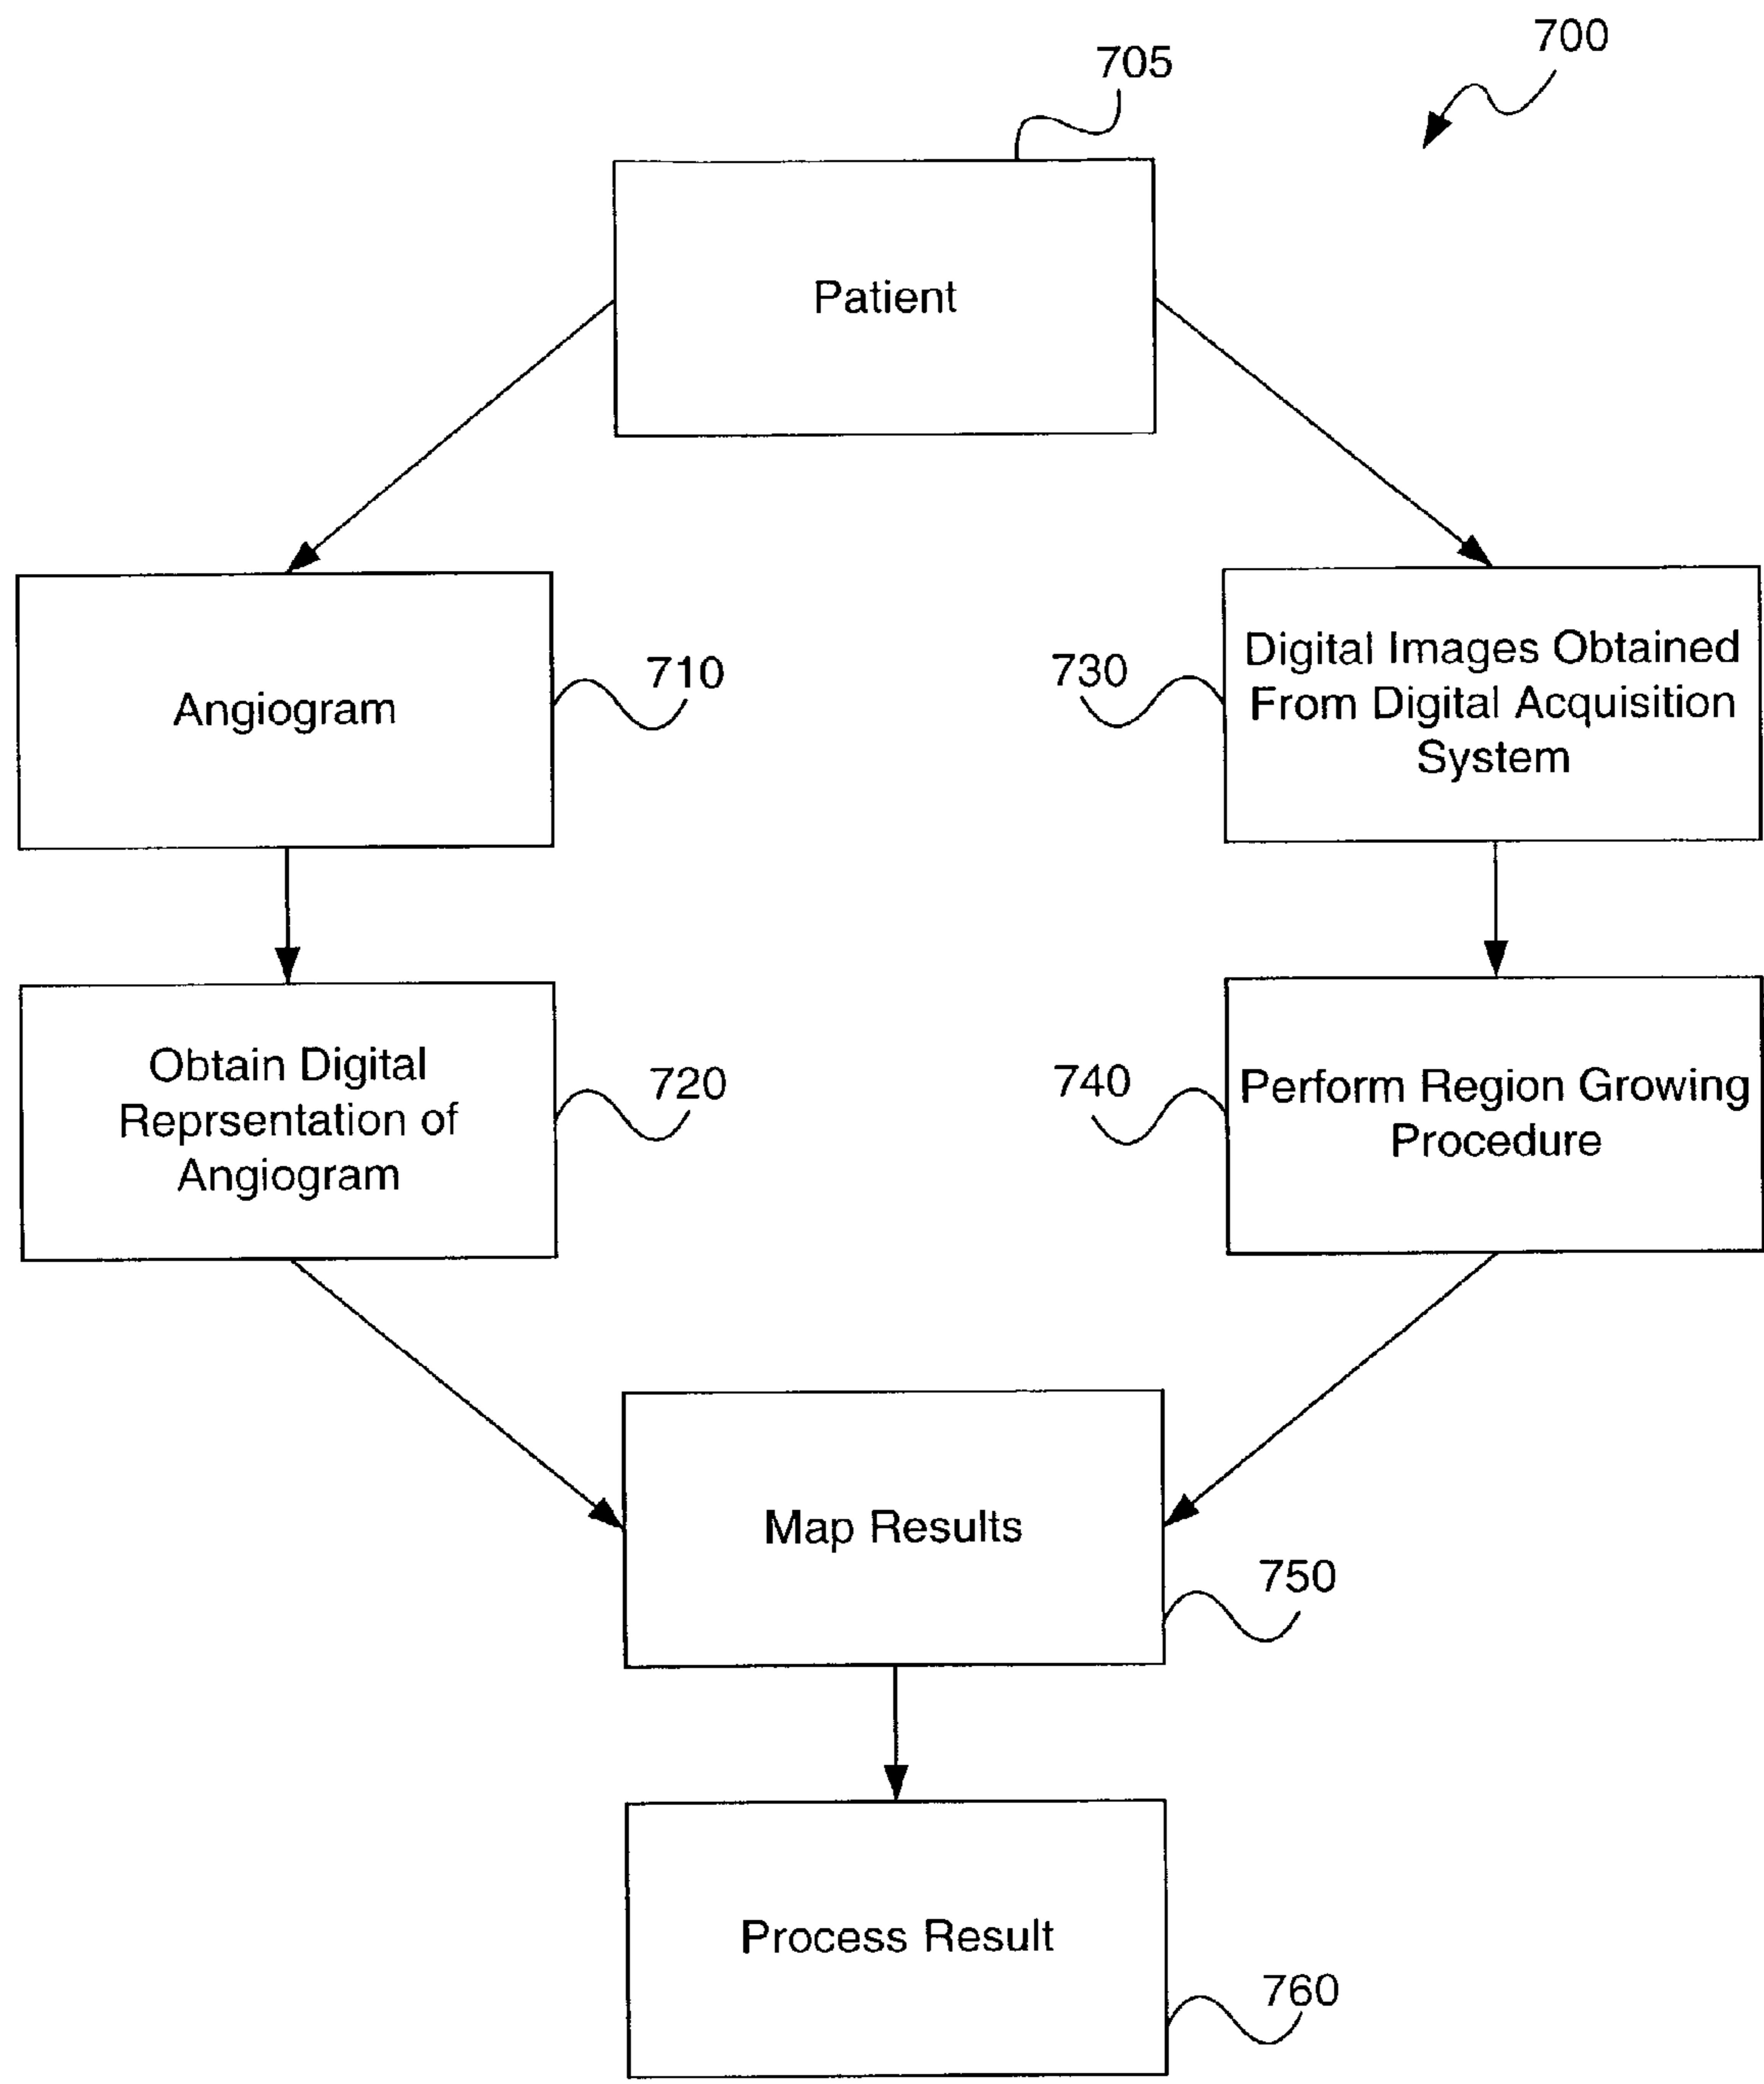 700
705
Patient
Angiogram
710
730
Digital Images Obtained
From Digital Acquisition
System
Obtain Digital
Reprsentation of
Angiogram
720
740
Perform Region Growing
Procedure
Map Results
750
Process Result
760